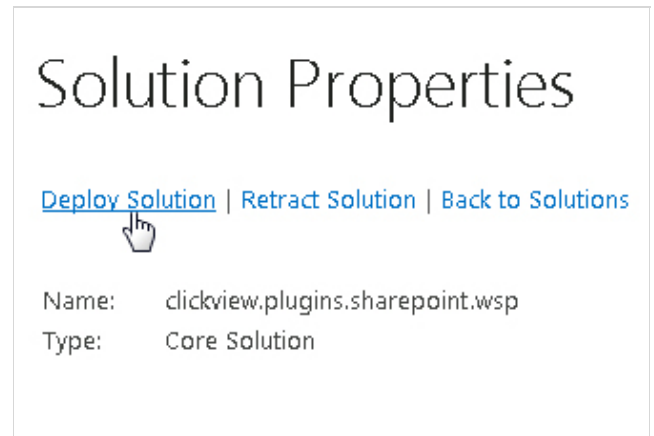 Solution Properties
Deploy Solution | Retract Solution | Back to Solutions
Name: clickview.plugins.sharepoint.wsp
Type: Core Solution